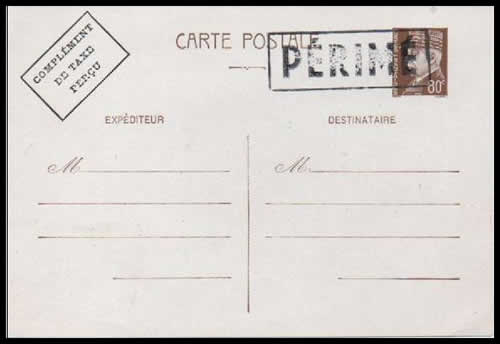 COMPLÉMENT
DE TAXE
PERÇU
CARTE POSTALE
PÉRIMÉ
80c
EXPÉDITEUR
DESTINATAIRE
M
M